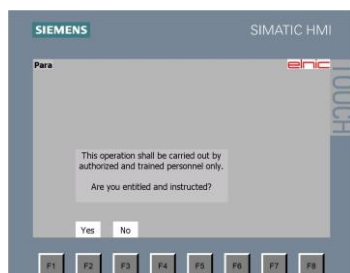 SIEMENS
SIMATIC HMI
Para
elnic
TOUCH
This operation shall be carried out by
authorized and trained personnel only.
Are you entitled and instructed?
Yes No
F1 F2 F3 F4 F5 F6 F7 F8